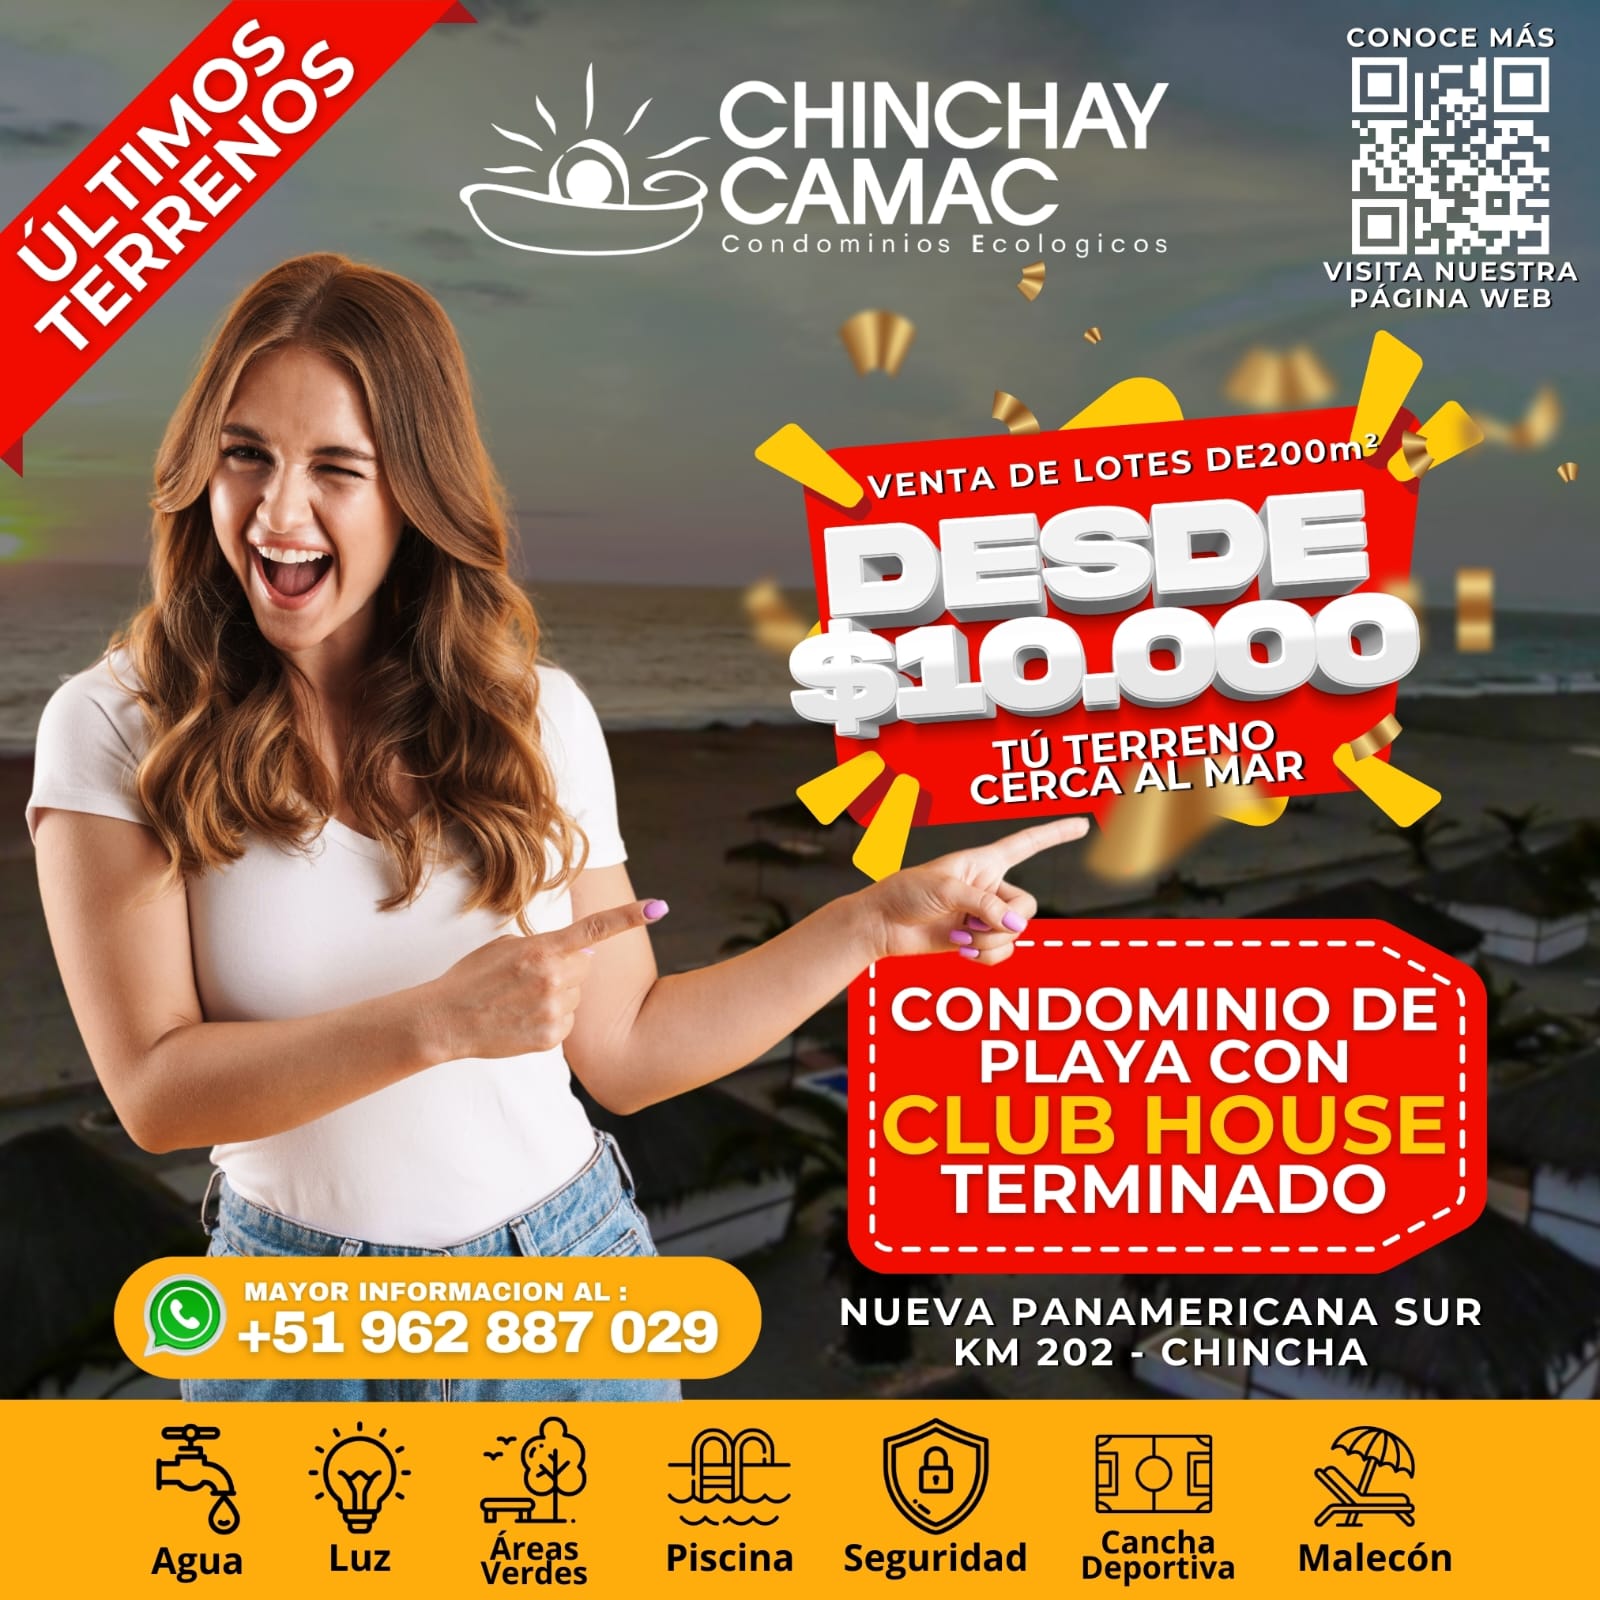 ÚLTIMOS
TERRENOS
CHINCHAY
CAMAC
Condominios Ecologicos
CONOCE MÁS
VISITA NUESTRA
PÁGINA WEB
VENTA DE LOTES DE200m²
DESDE
$10.000
TÚ TERRENO
CERCA AL MAR
CONDOMINIO DE
PLAYA CON
CLUB HOUSE
TERMINADO
MAYOR INFORMACION AL :
+51 962 887 029
NUEVA PANAMERICANA SUR
KM 202 - CHINCHA
Agua
Luz
Áreas
Verdes
Piscina
Seguridad
Cancha
Deportiva
Malecón